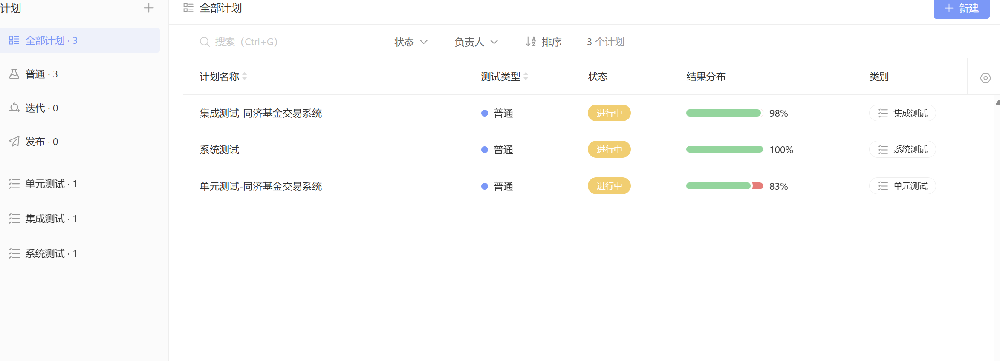 计划
全部计划 · 3
普通 · 3
迭代 · 0
发布 · 0
单元测试 · 1
集成测试 · 1
系统测试 · 1
全部计划
新建
搜索（Ctrl+G） 状态 负责人 排序 3 个计划
计划名称 测试类型 状态 结果分布 类别
集成测试-同济基金交易系统 普通 进行中 98% 集成测试
系统测试 普通 进行中 100% 系统测试
单元测试-同济基金交易系统 普通 进行中 83% 单元测试